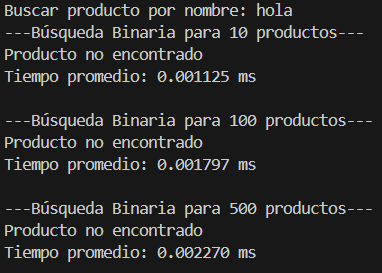 Buscar producto por nombre: hola
---Búsqueda Binaria para 10 productos---
Producto no encontrado
Tiempo promedio: 0.001125 ms
---Búsqueda Binaria para 100 productos---
Producto no encontrado
Tiempo promedio: 0.001797 ms
---Búsqueda Binaria para 500 productos---
Producto no encontrado
Tiempo promedio: 0.002270 ms